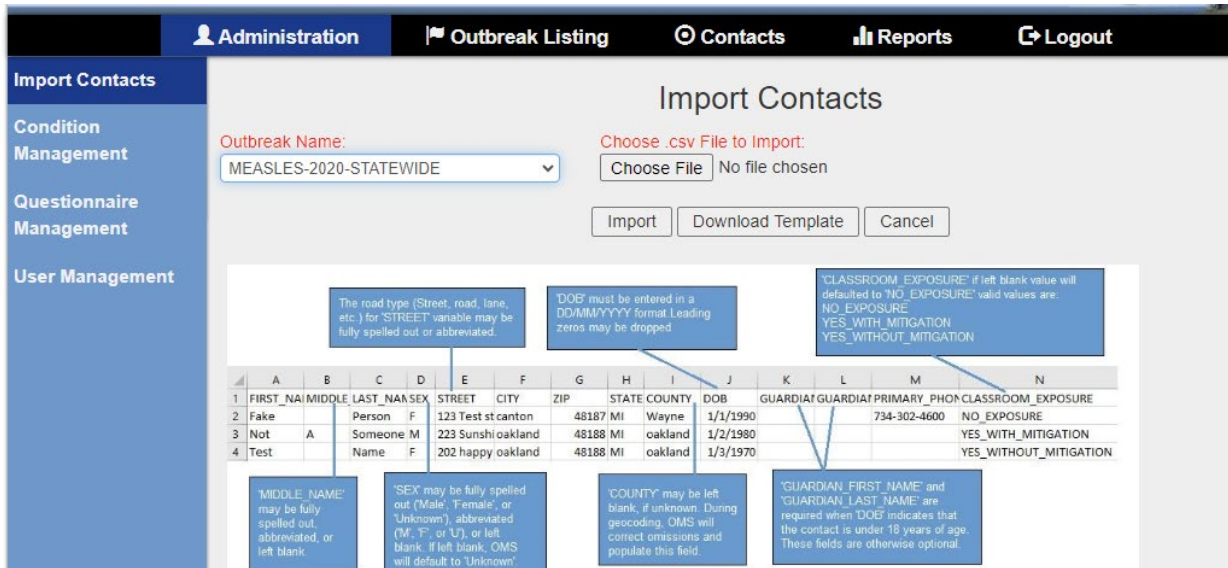 Administration
Outbreak Listing
Contacts
Reports
Logout
Import Contacts
Condition
Management
Questionnaire
Management
User Management
Import Contacts
Outbreak Name:
MEASLES-2020-STATEWIDE
Choose .csv File to Import:
Choose File No file chosen
Import
Download Template
Cancel
The road type (Street, road, lane,
etc.) for 'STREET' variable may be
fully spelled out or abbreviated.
'DOB' must be entered in a
DD/MM/YYYY format Leading
zeros may be dropped
'CLASSROOM_EXPOSURE' if left blank value will
defaulted to 'NO_EXPOSURE' valid values are:
NO_EXPOSURE
YES_WITH_MITIGATION
YES_WITHOUT_MITIGATION
A B C D E F G H I J K L M N
1 FIRST_NAI MIDDLE_ LAST_NAN SEX STREET CITY ZIP STATE COUNTY DOB GUARDIAI GUARDIAI PRIMARY_PHON CLASSROOM_EXPOSURE
2 Fake Person F 123 Test st canton 48187 MI Wayne 1/1/1990 734-302-4600 NO_EXPOSURE
3 Not A Someone M 223 Sunshi oakland 48188 MI oakland 1/2/1980 YES_WITH_MITIGATION
4 Test Name F 202 happy oakland 48188 MI oakland 1/3/1970 YES_WITHOUT_MITIGATION
'MIDDLE_NAME'
may be fully
spelled out,
abbreviated, or
left blank.
'SEX' may be fully spelled
out ('Male', 'Female', or
'Unknown'), abbreviated
('M', 'F', or 'U'), or left
blank. If left blank, OMS
will default to 'Unknown'.
'COUNTY' may be left
blank, if unknown. During
geocoding, OMS will
correct omissions and
populate this field.
'GUARDIAN_FIRST_NAME' and
'GUARDIAN_LAST_NAME' are
required when 'DOB' indicates that
the contact is under 18 years of age.
These fields are otherwise optional.